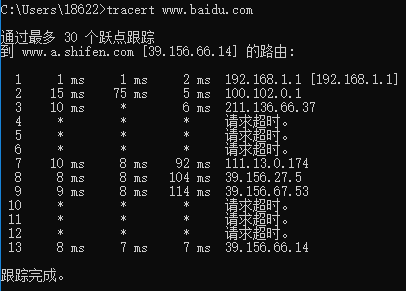 C:\Users\18622>tracert www.baidu.com
通过最多 30 个跃点跟踪
到 www.a.shifen.com [39.156.66.14] 的路由:
1 1 ms 1 ms 2 ms 192.168.1.1 [192.168.1.1]
2 15 ms 75 ms 5 ms 100.102.0.1
3 10 ms * 6 ms 211.136.66.37
4 * * * 请求超时。
5 * * * 请求超时。
6 * * * 请求超时。
7 10 ms 8 ms 92 ms 111.13.0.174
8 8 ms 8 ms 104 ms 39.156.27.5
9 9 ms 8 ms 114 ms 39.156.67.53
10 * * * 请求超时。
11 * * * 请求超时。
12 * * * 请求超时。
13 8 ms 7 ms 7 ms 39.156.66.14
跟踪完成。